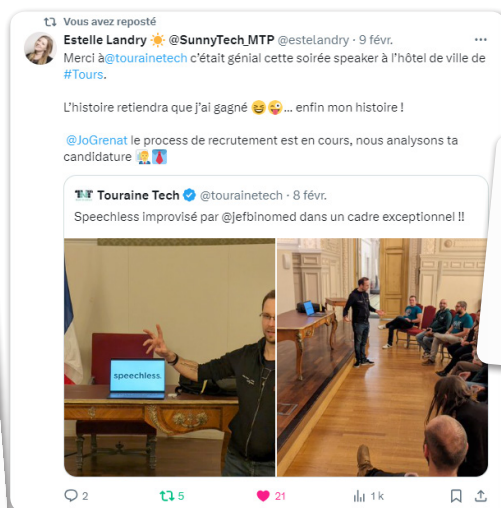 Vous avez reposté
Estelle Landry ☀️ @SunnyTech_MTP @estelandry · 9 févr.
Merci à@tourainetech c’était génial cette soirée speaker à l’hôtel de ville de
#Tours.
L’histoire retiendra que j’ai gagné 😆😜... enfin mon histoire !
@JoGrenat le process de recrutement est en cours, nous analysons ta
candidature
Touraine Tech @tourainetech · 8 févr.
Speechless improvisé par @jefbinomed dans un cadre exceptionnel !!
speechless.
2 5 21 1 k